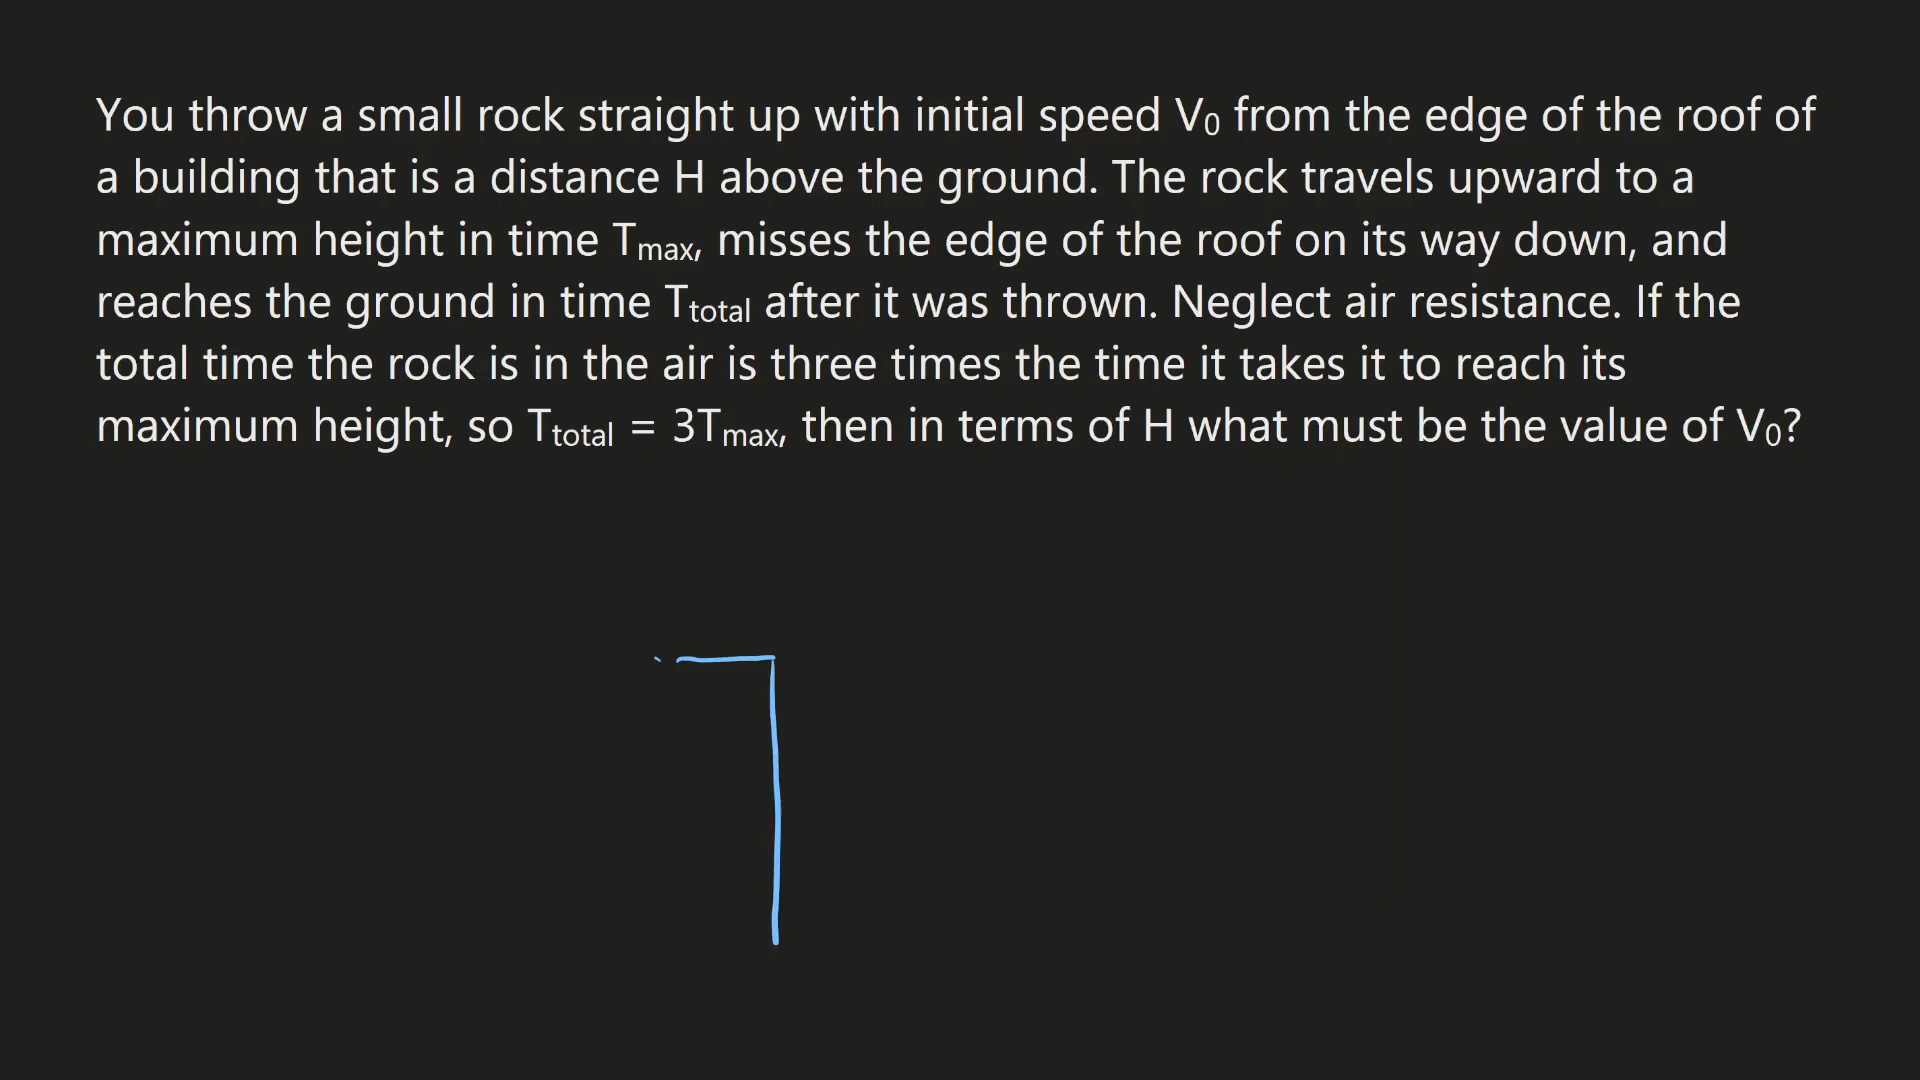 You throw a small rock straight up with initial speed V₀ from the edge of the roof of
a building that is a distance H above the ground. The rock travels upward to a
maximum height in time Tmax, misses the edge of the roof on its way down, and
reaches the ground in time Ttotal after it was thrown. Neglect air resistance. If the
total time the rock is in the air is three times the time it takes it to reach its
maximum height, so Ttotal = 3Tmax, then in terms of H what must be the value of V₀?